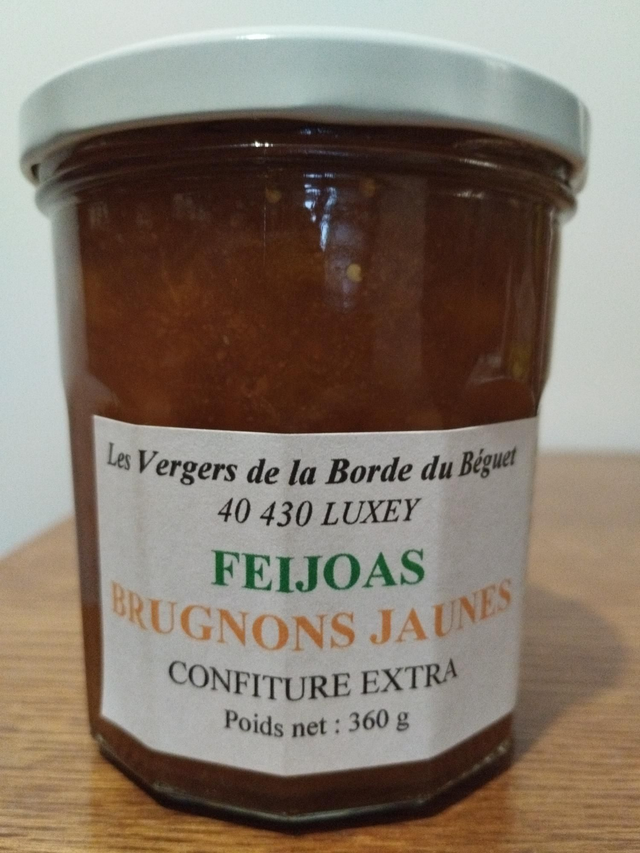 Les Vergers de la Borde du Béguet
40 430 LUXEY
FEIJOAS
BRUGNONS JAUNES
CONFITURE EXTRA
Poids net : 360 g